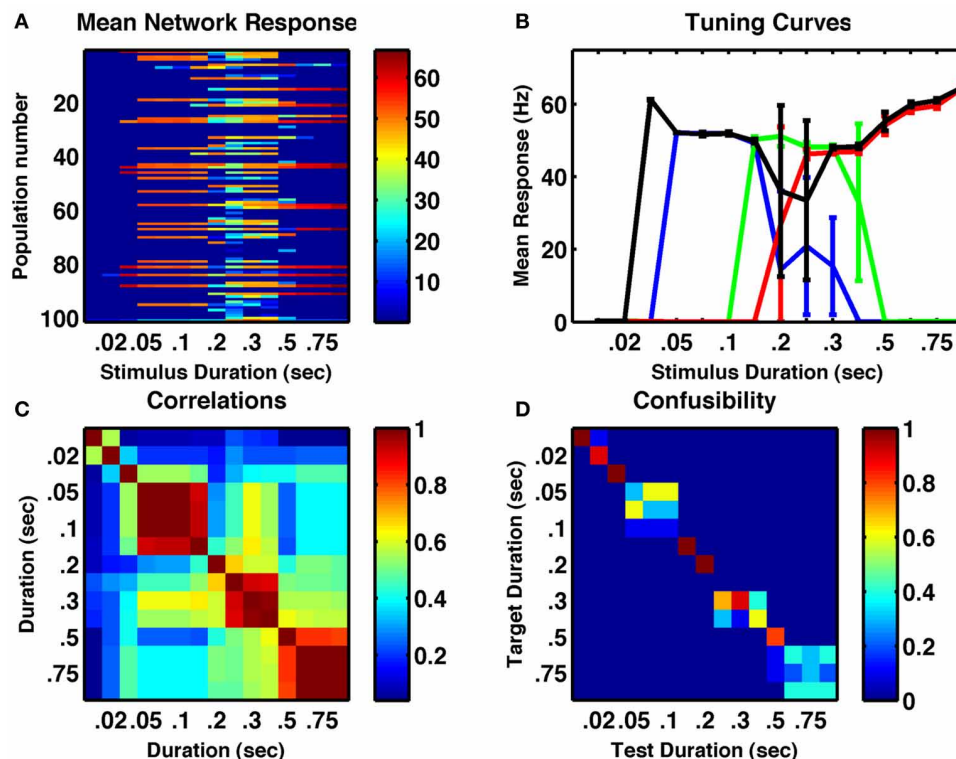 A Mean Network Response
Population number
20
40
60
80
100
.02 .05 .1 .2 .3 .5 .75
Stimulus Duration (sec)
60
50
40
30
20
10
0
B Tuning Curves
Mean Response (Hz)
60
40
20
0
.02 .05 .1 .2 .3 .5 .75
Stimulus Duration (sec)
C Correlations
Duration (sec)
.02
.05
.1
.2
.3
.5
.75
.02 .05 .1 .2 .3 .5 .75
Duration (sec)
1
0.8
0.6
0.4
0.2
D Confusibility
Target Duration (sec)
.02
.05
.1
.2
.3
.5
.75
.02 .05 .1 .2 .3 .5 .75
Test Duration (sec)
1
0.8
0.6
0.4
0.2
0